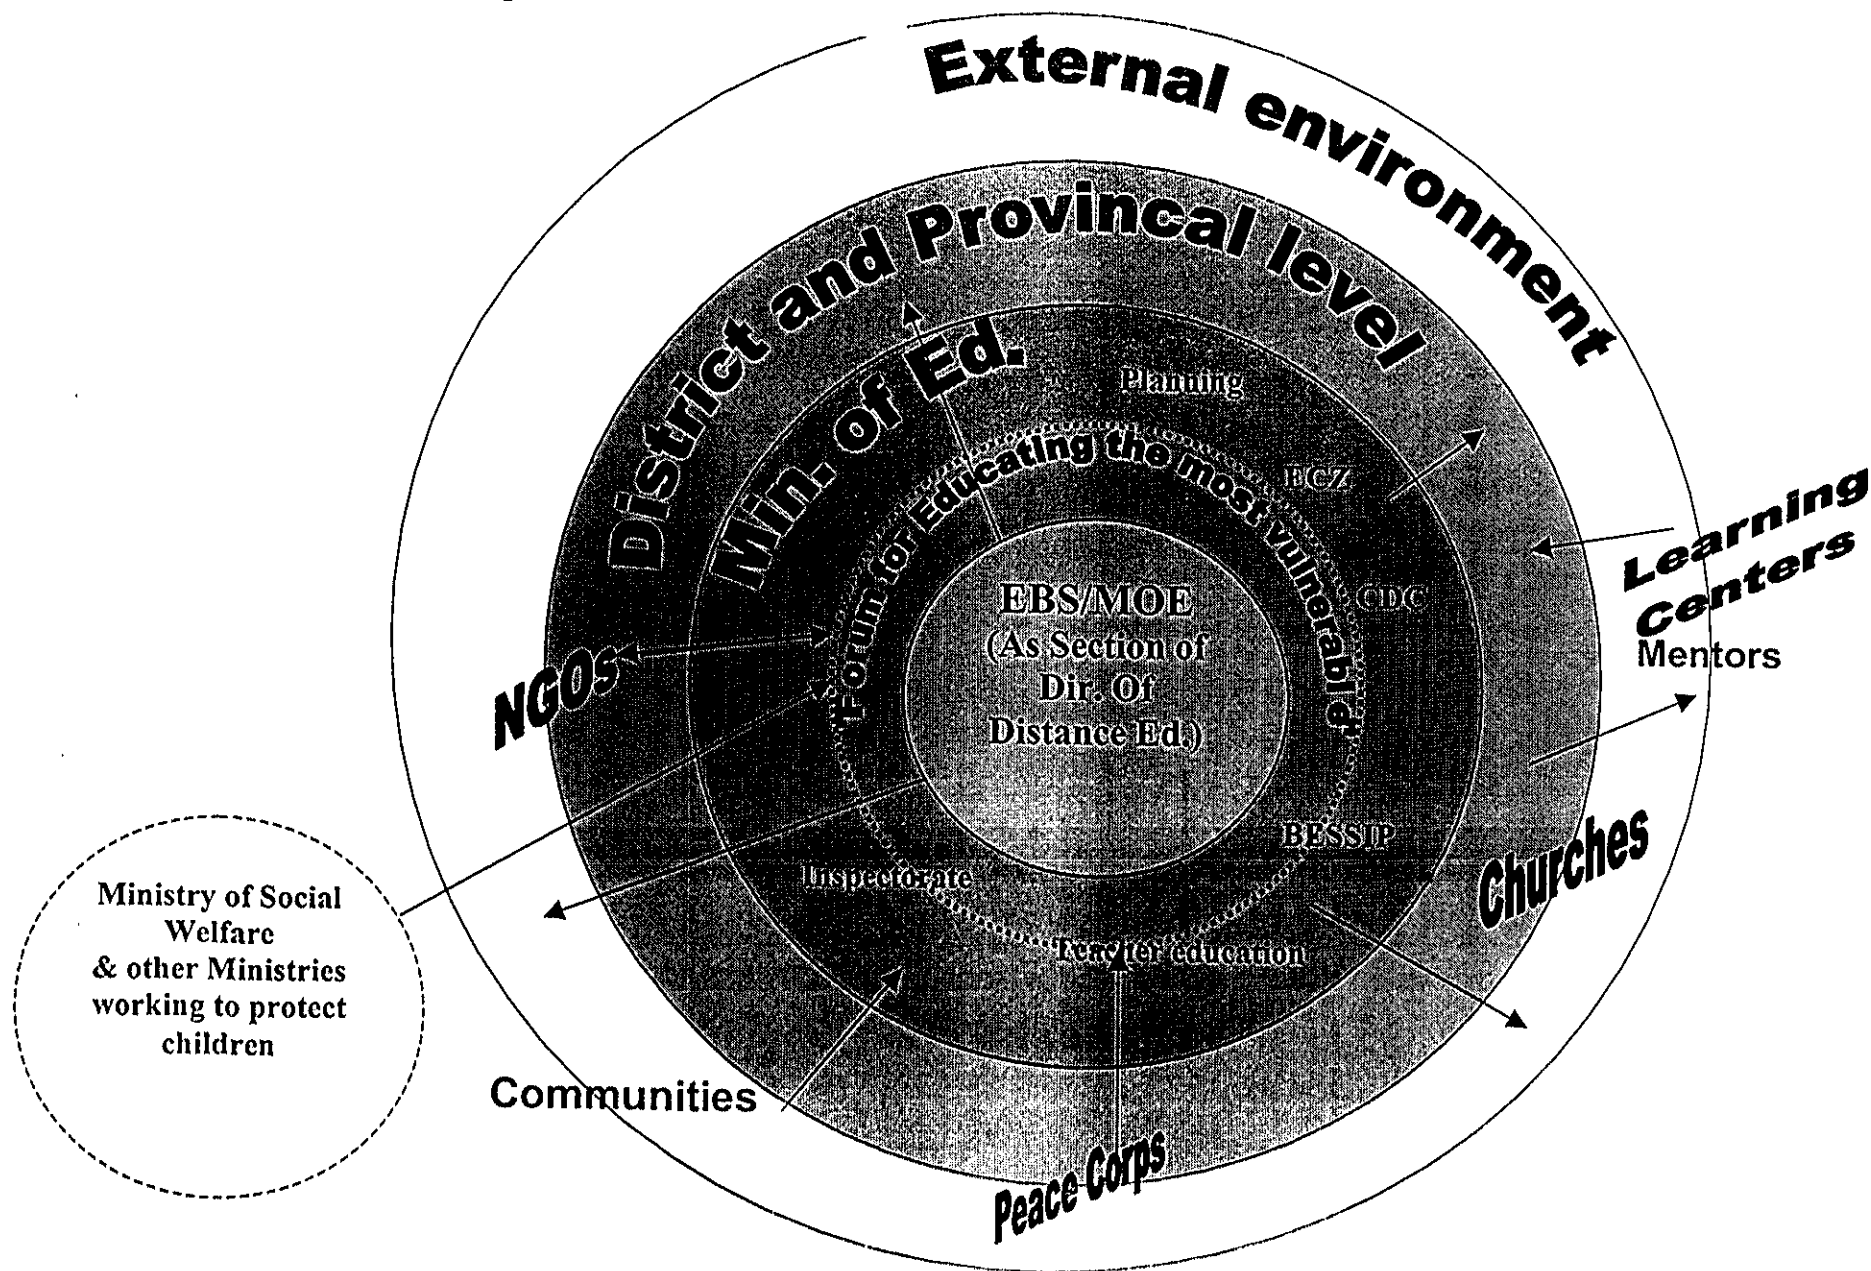 External environment
District and Provincal level
Min. of Ed.
Planning
Forum for Educating the most vulnerable
ECZ
Learning
Centers
Mentors
CDC
EBS/MOE
(As Section of
Dir. Of
Distance Ed.)
NGOs
BESSIP
Churches
Inspectorate
Ministry of Social
Welfare
& other Ministries
working to protect
children
Teacher education
Communities
Peace Corps